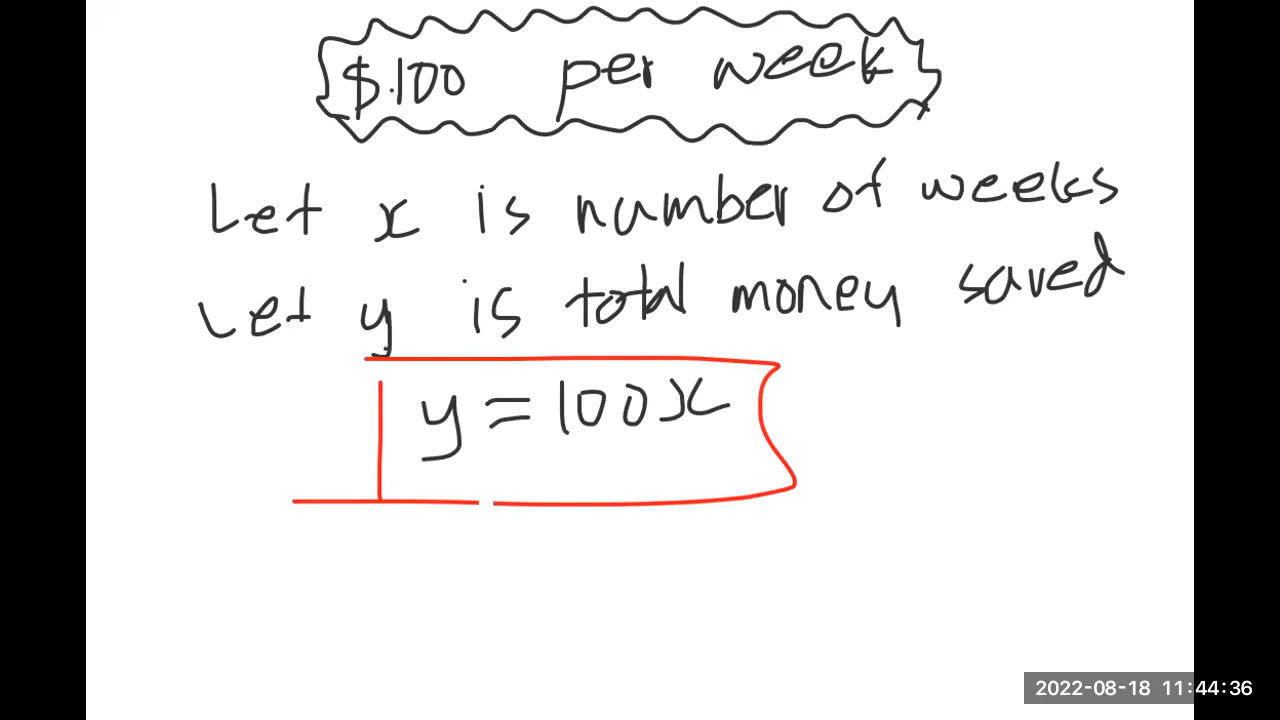 $.100 per week
Let x is number of weeks
Let y is total money saved
y = 100x
2022-08-18 11:44:36